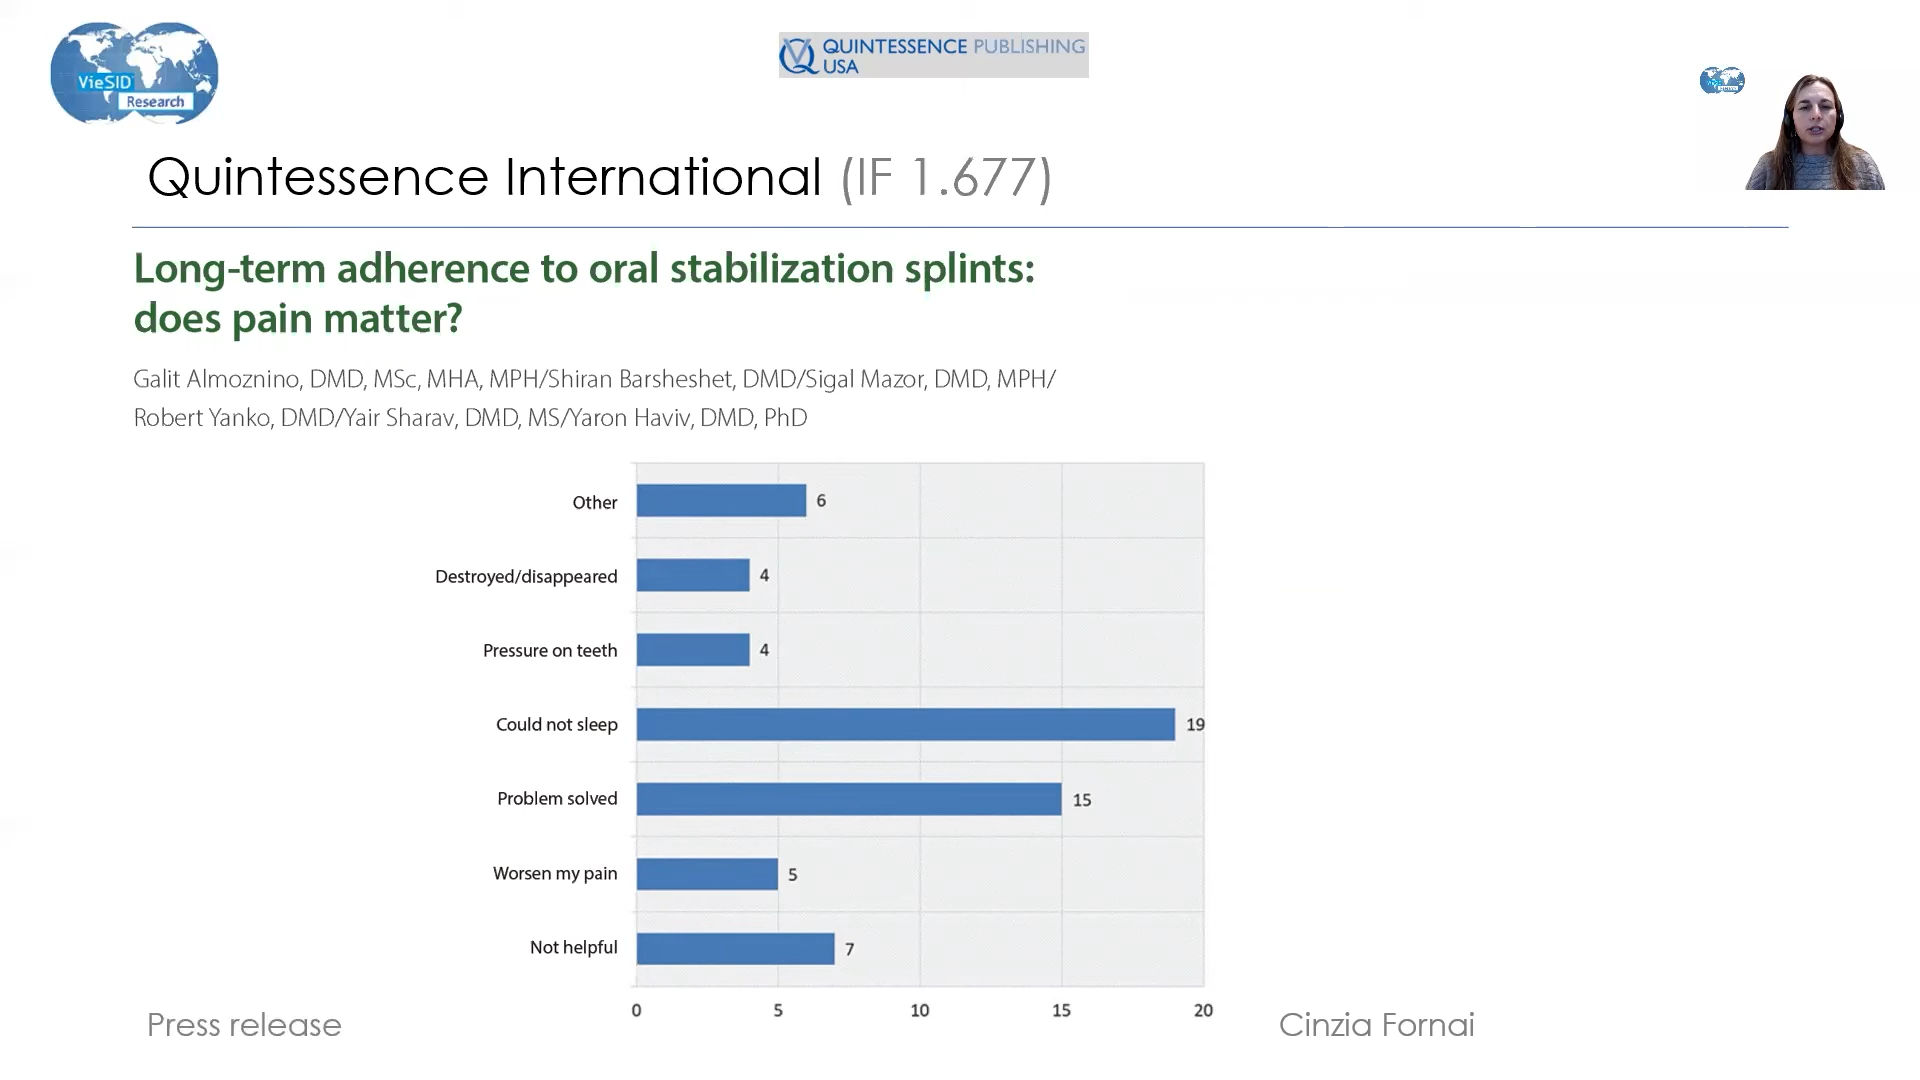 VieSID
Research
QUINTESSENCE PUBLISHING
USA
Quintessence International (IF 1.677)
Long-term adherence to oral stabilization splints:
does pain matter?
Galit Almoznino, DMD, MSc, MHA, MPH/Shiran Barsheshet, DMD/Sigal Mazor, DMD, MPH/
Robert Yanko, DMD/Yair Sharav, DMD, MS/Yaron Haviv, DMD, PhD
Other 6
Destroyed/disappeared 4
Pressure on teeth 4
Could not sleep 19
Problem solved 15
Worsen my pain 5
Not helpful 7
0 5 10 15 20
Press release
Cinzia Fornai